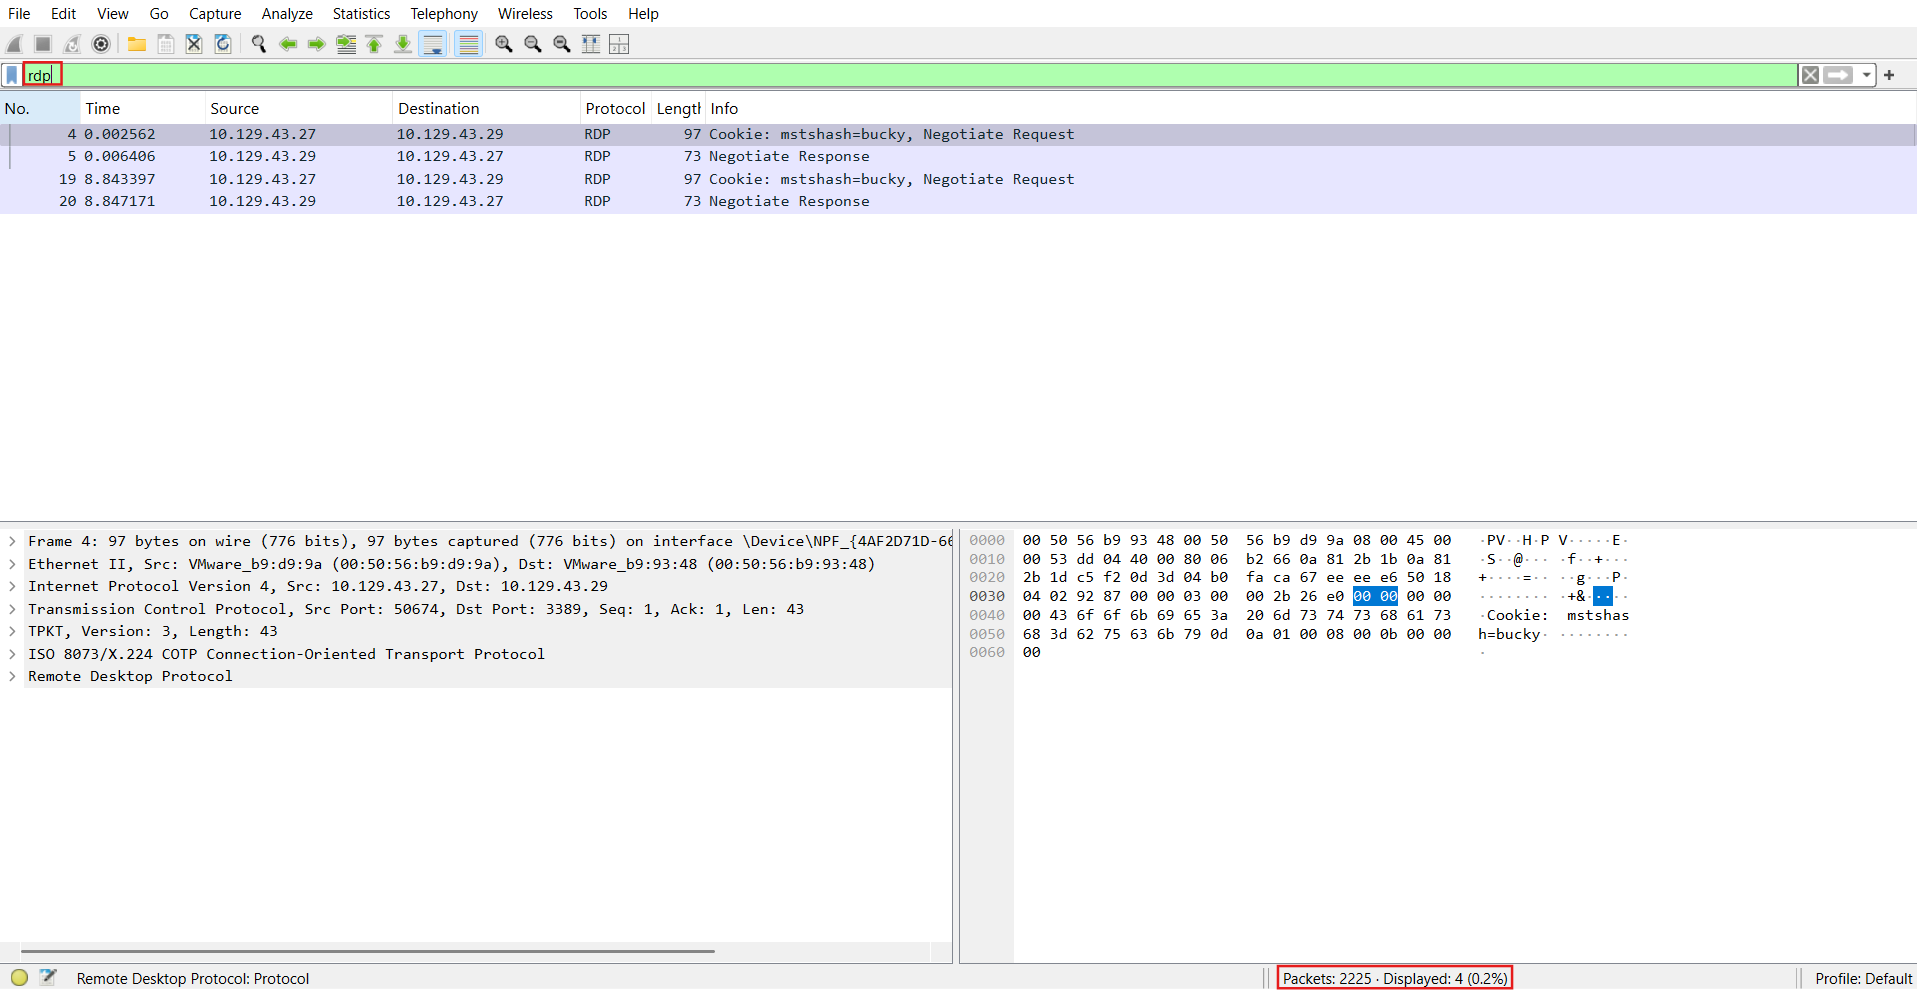 File Edit View Go Capture Analyze Statistics Telephony Wireless Tools Help
rdp
No. Time Source Destination Protocol Length Info
4 0.002562 10.129.43.27 10.129.43.29 RDP 97 Cookie: mstshash=bucky, Negotiate Request
5 0.006406 10.129.43.29 10.129.43.27 RDP 73 Negotiate Response
19 8.843397 10.129.43.27 10.129.43.29 RDP 97 Cookie: mstshash=bucky, Negotiate Request
20 8.847171 10.129.43.29 10.129.43.27 RDP 73 Negotiate Response
Frame 4: 97 bytes on wire (776 bits), 97 bytes captured (776 bits) on interface \Device\NPF_{4AF2D71D-66
Ethernet II, Src: VMware_b9:d9:9a (00:50:56:b9:d9:9a), Dst: VMware_b9:93:48 (00:50:56:b9:93:48)
Internet Protocol Version 4, Src: 10.129.43.27, Dst: 10.129.43.29
Transmission Control Protocol, Src Port: 50674, Dst Port: 3389, Seq: 1, Ack: 1, Len: 43
TPKT, Version: 3, Length: 43
ISO 8073/X.224 COTP Connection-Oriented Transport Protocol
Remote Desktop Protocol
0000 00 50 56 b9 93 48 00 50 56 b9 d9 9a 08 00 45 00 ·PV··H·P V·····E·
0010 00 53 dd 04 40 00 80 06 b2 66 0a 81 2b 1b 0a 81 ·S··@··· ·f··+···
0020 2b 1d c5 f2 0d 3d 04 b0 fa ca 67 ee ee e6 50 18 +····=·· ··g···P·
0030 04 02 92 87 00 00 03 00 00 2b 26 e0 00 00 00 00 ········ ·+&·····
0040 00 43 6f 6f 6b 69 65 3a 20 6d 73 74 73 68 61 73 ·Cookie: mstshas
0050 68 3d 62 75 63 6b 79 0d 0a 01 00 08 00 0b 00 00 h=bucky· ········
0060 00 ·
Remote Desktop Protocol: Protocol Packets: 2225 · Displayed: 4 (0.2%) Profile: Default